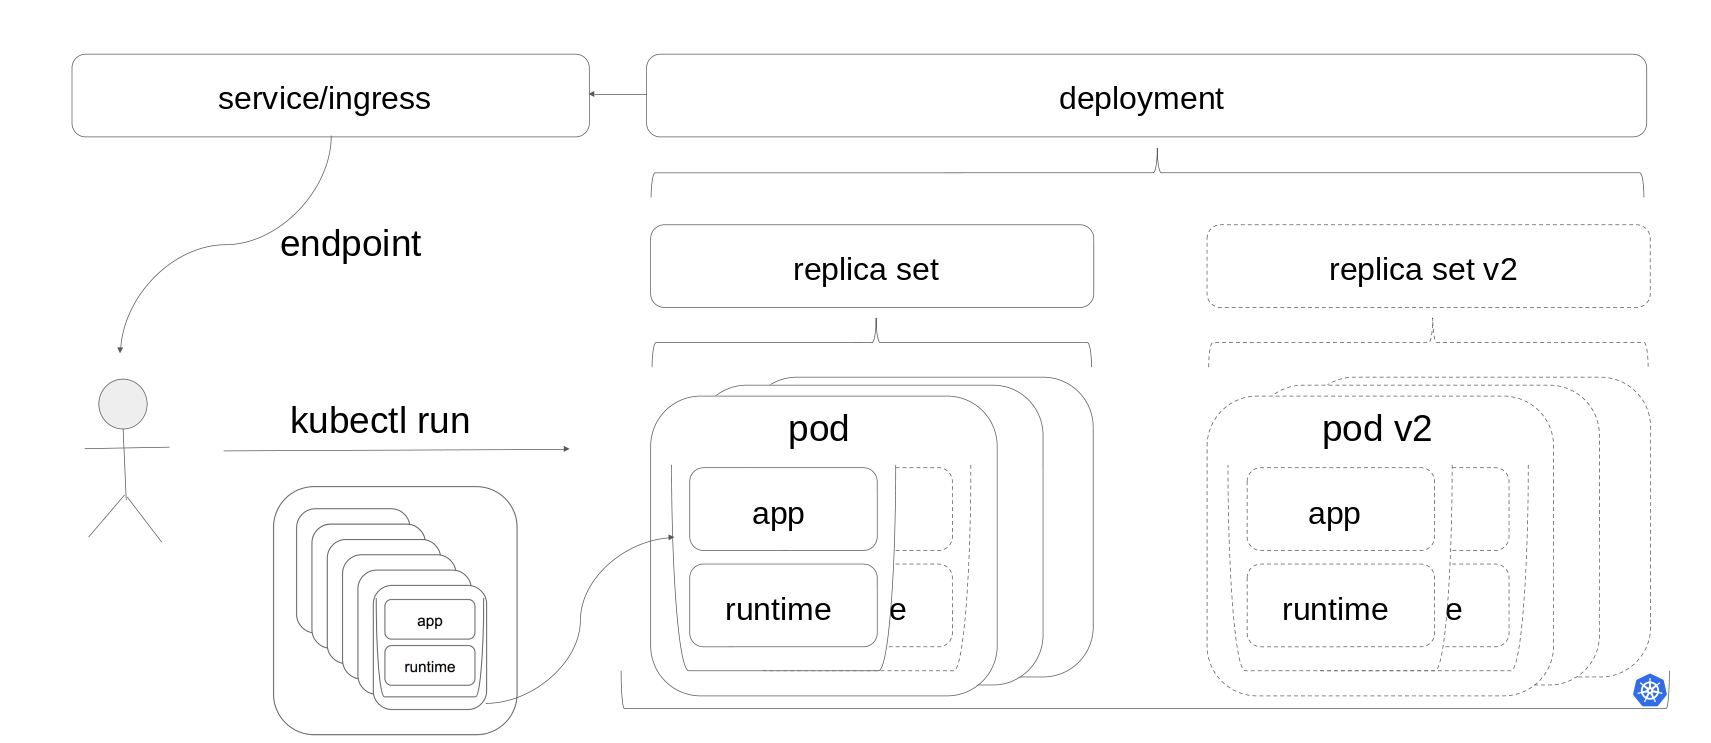 service/ingress
deployment
endpoint
replica set
replica set v2
kubectl run
pod
pod v2
app
app
runtime
e
runtime
e
app
runtime